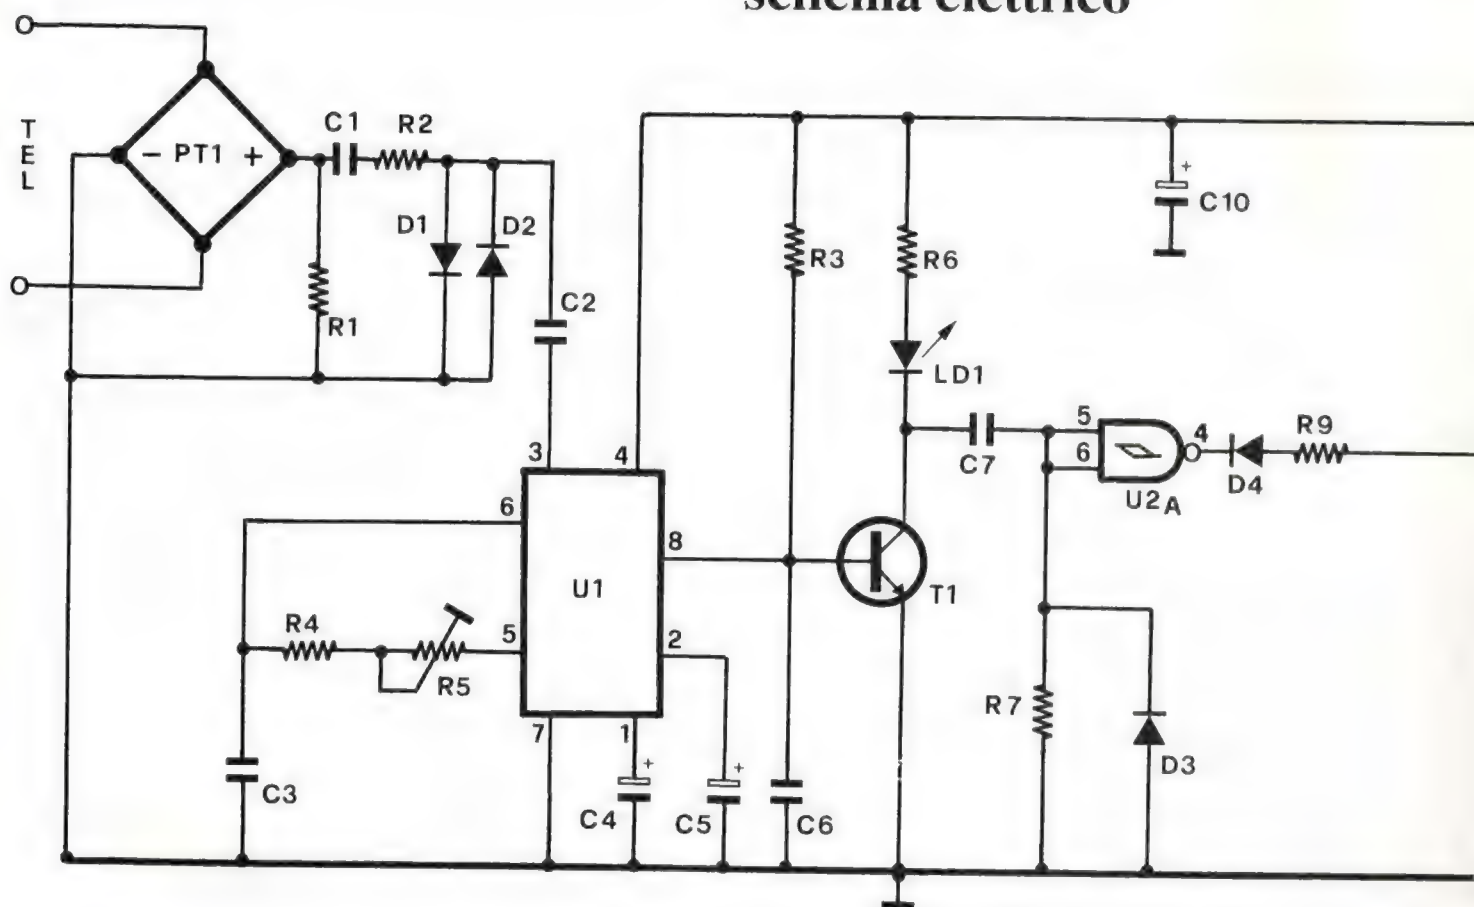 schema elettrico
TEL
- PT1 +
C1
R2
D1
D2
R1
C2
3
4
6
8
U1
5
2
7
1
R4
R5
C3
+
C4
+
C5
C6
R3
R6
LD1
T1
C7
5
6
4
U2A
D4
R9
R7
D3
+
C10